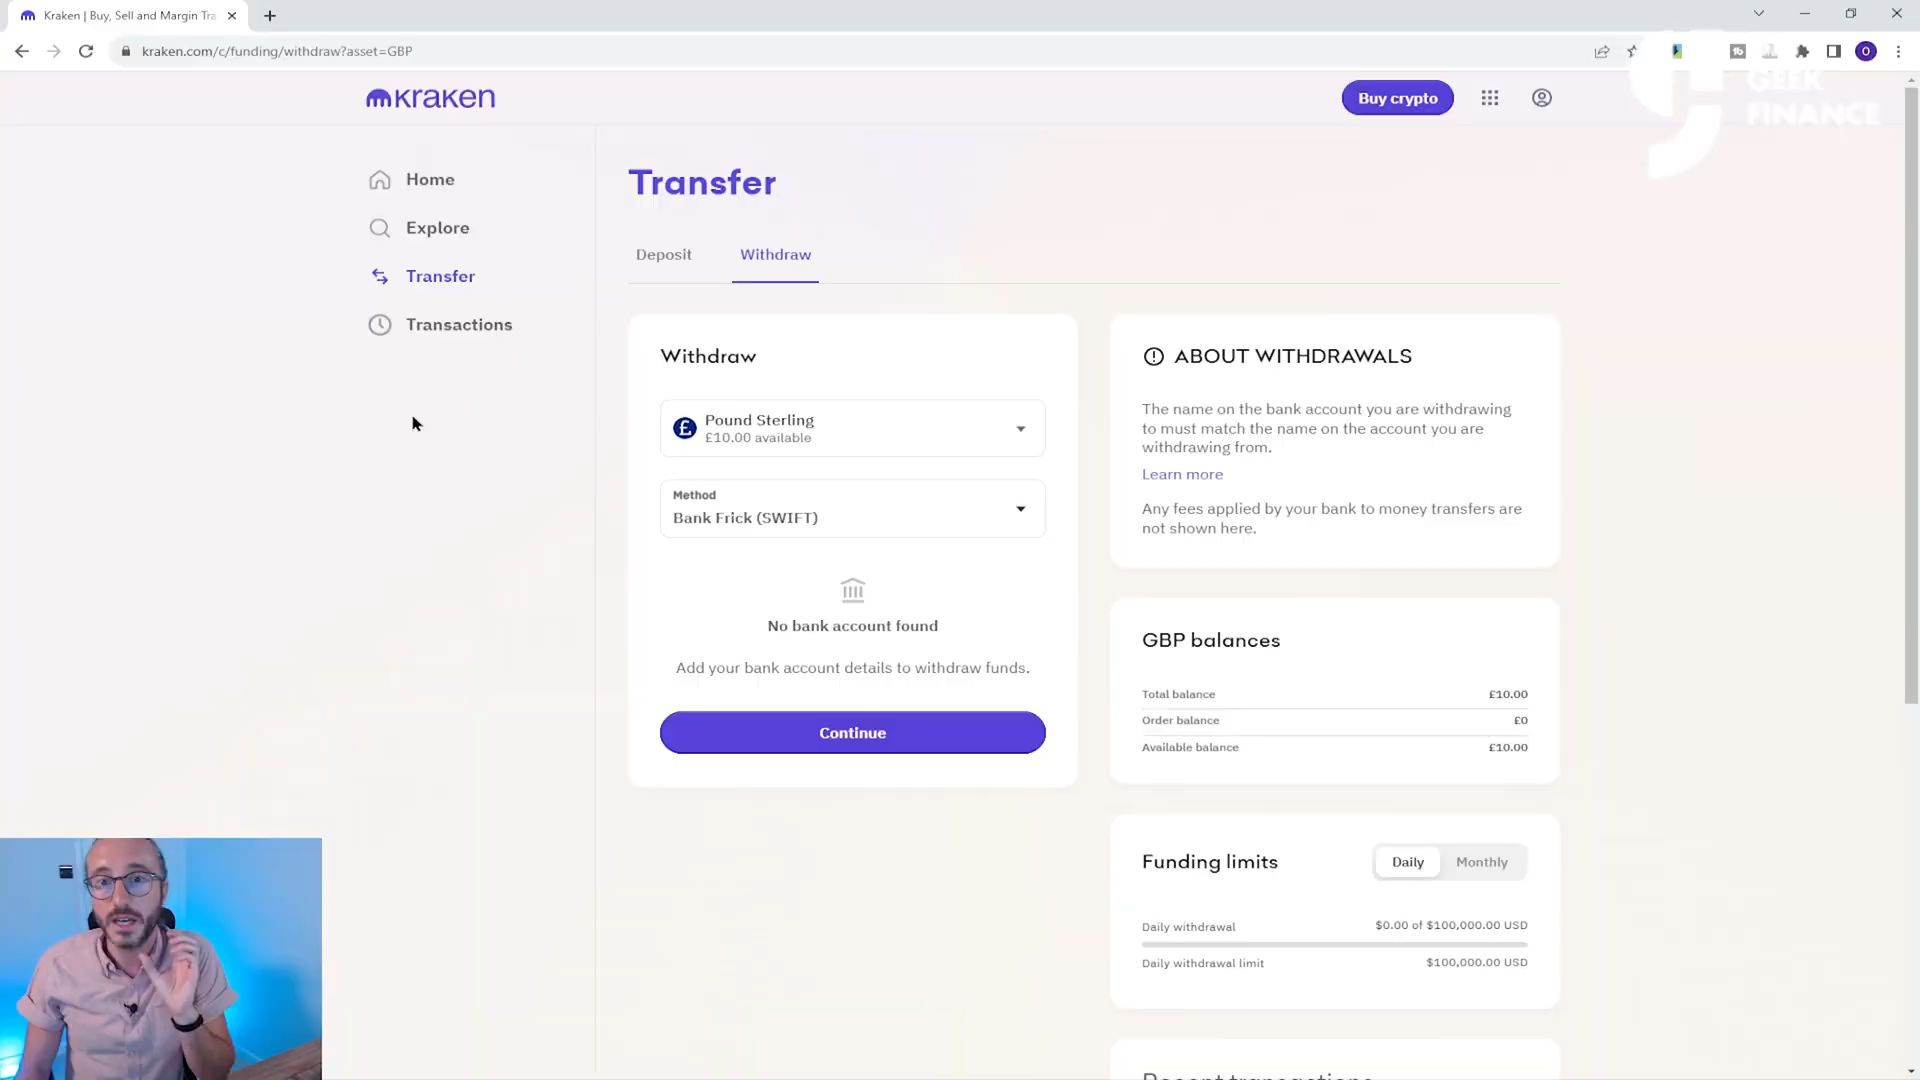 Kraken | Buy, Sell and Margin Tra
kraken.com/c/funding/withdraw?asset=GBP
GEEK
FINANCE
mkraken
Buy crypto
Home
Explore
Transfer
Transactions
Transfer
Deposit
Withdraw
Withdraw
£
Pound Sterling
£10.00 available
Method
Bank Frick (SWIFT)
No bank account found
Add your bank account details to withdraw funds.
Continue
ABOUT WITHDRAWALS
The name on the bank account you are withdrawing
to must match the name on the account you are
withdrawing from.
Learn more
Any fees applied by your bank to money transfers are
not shown here.
GBP balances
Total balance £10.00
Order balance £0
Available balance £10.00
Funding limits Daily Monthly
Daily withdrawal $0.00 of $100,000.00 USD
Daily withdrawal limit $100,000.00 USD
Recent transactions